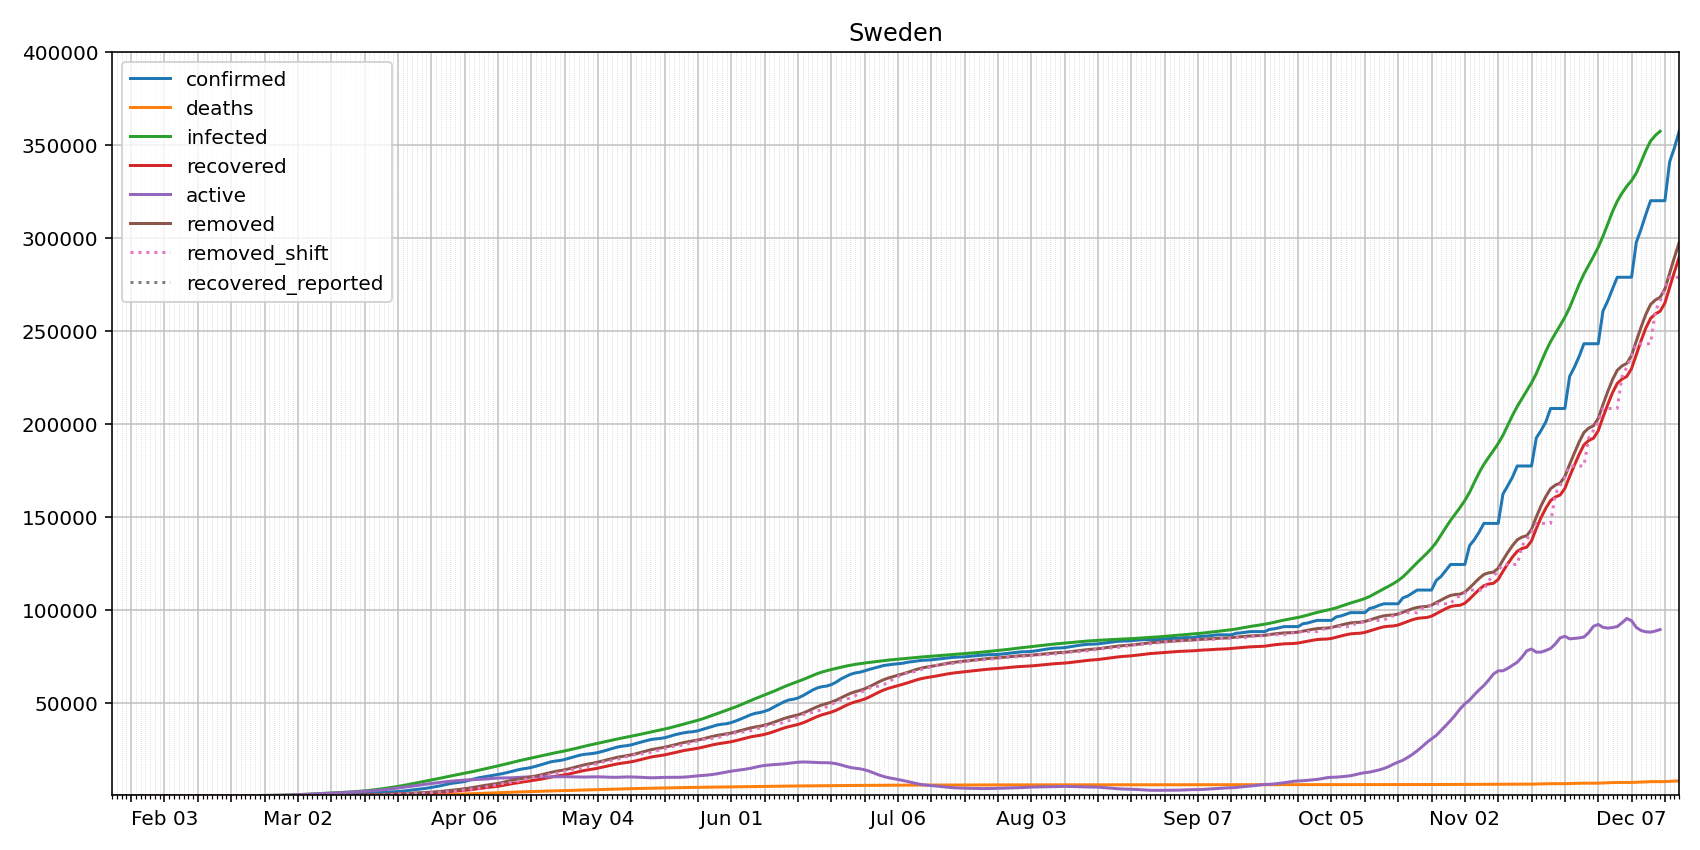 Sweden
400000
350000
300000
250000
200000
150000
100000
50000
confirmed
deaths
infected
recovered
active
removed
removed_shift
recovered_reported
Feb 03 Mar 02 Apr 06 May 04 Jun 01 Jul 06 Aug 03 Sep 07 Oct 05 Nov 02 Dec 07